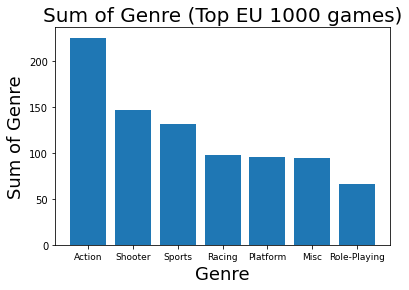 Sum of Genre (Top EU 1000 games)
Sum of Genre
200
150
100
50
0
Action Shooter Sports Racing Platform Misc Role-Playing
Genre